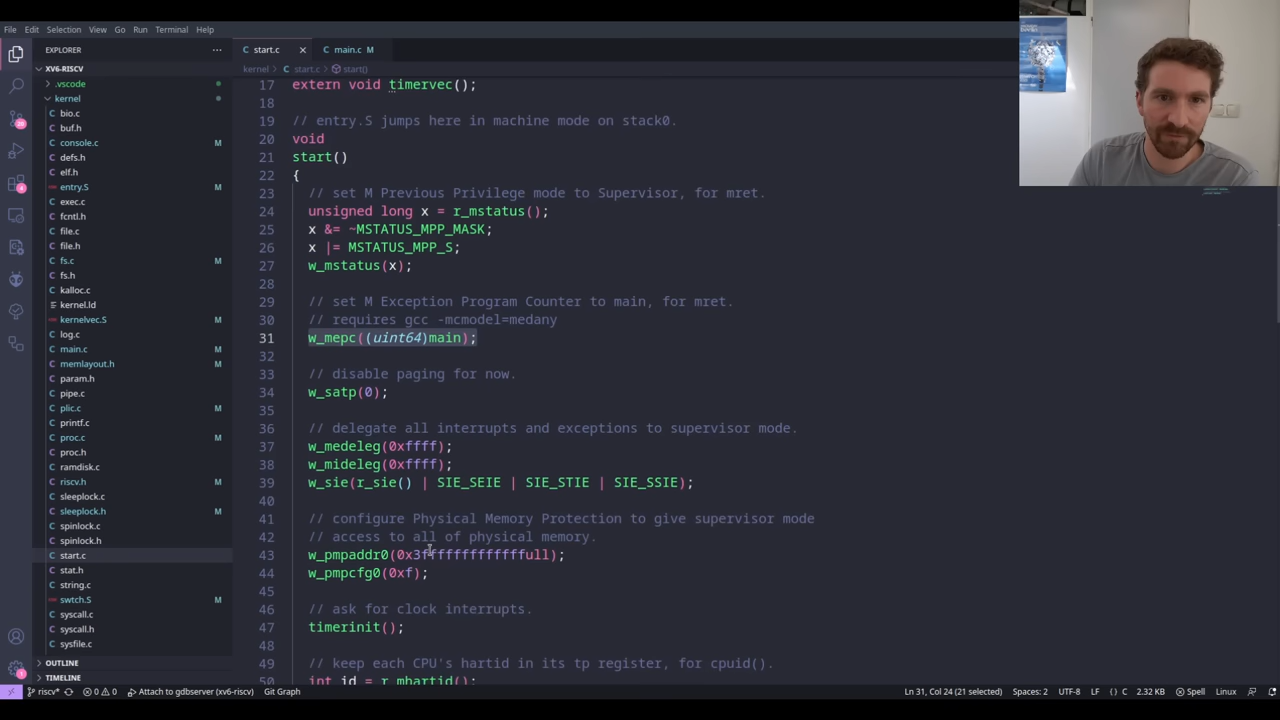 File Edit Selection View Go Run Terminal Help
EXPLORER ···
XV6-RISCV
.vscode
kernel
bio.c
buf.h
console.c M
defs.h
elf.h
entry.S M
exec.c
fcntl.h
file.c
file.h
fs.c M
fs.h
kalloc.c
kernel.ld
kernelvec.S M
log.c
main.c M
memlayout.h M
param.h
pipe.c
plic.c M
printf.c
proc.c M
proc.h
ramdisk.c
riscv.h M
sleeplock.c
sleeplock.h M
spinlock.c
spinlock.h
start.c
stat.h
string.c
swtch.S M
syscall.c
syscall.h
sysfile.c
OUTLINE
TIMELINE
start.c main.c M
kernel > start.c > start()
17 extern void timervec();
18
19 // entry.S jumps here in machine mode on stack0.
20 void
21 start()
22 {
23 // set M Previous Privilege mode to Supervisor, for mret.
24 unsigned long x = r_mstatus();
25 x &= ~MSTATUS_MPP_MASK;
26 x |= MSTATUS_MPP_S;
27 w_mstatus(x);
28
29 // set M Exception Program Counter to main, for mret.
30 // requires gcc -mcmodel=medany
31 w_mepc((uint64)main);
32
33 // disable paging for now.
34 w_satp(0);
35
36 // delegate all interrupts and exceptions to supervisor mode.
37 w_medeleg(0xffff);
38 w_mideleg(0xffff);
39 w_sie(r_sie() | SIE_SEIE | SIE_STIE | SIE_SSIE);
40
41 // configure Physical Memory Protection to give supervisor mode
42 // access to all of physical memory.
43 w_pmpaddr0(0x3fffffffffffffull);
44 w_pmpcfg0(0xf);
45
46 // ask for clock interrupts.
47 timerinit();
48
49 // keep each CPU's hartid in its tp register, for cpuid().
50 int id = r_mhartid();
riscv* 0 0 Attach to gdbserver (xv6-riscv) Git Graph Ln 31, Col 24 (21 selected) Spaces: 2 UTF-8 LF {} C 2.32 KB Spell Linux